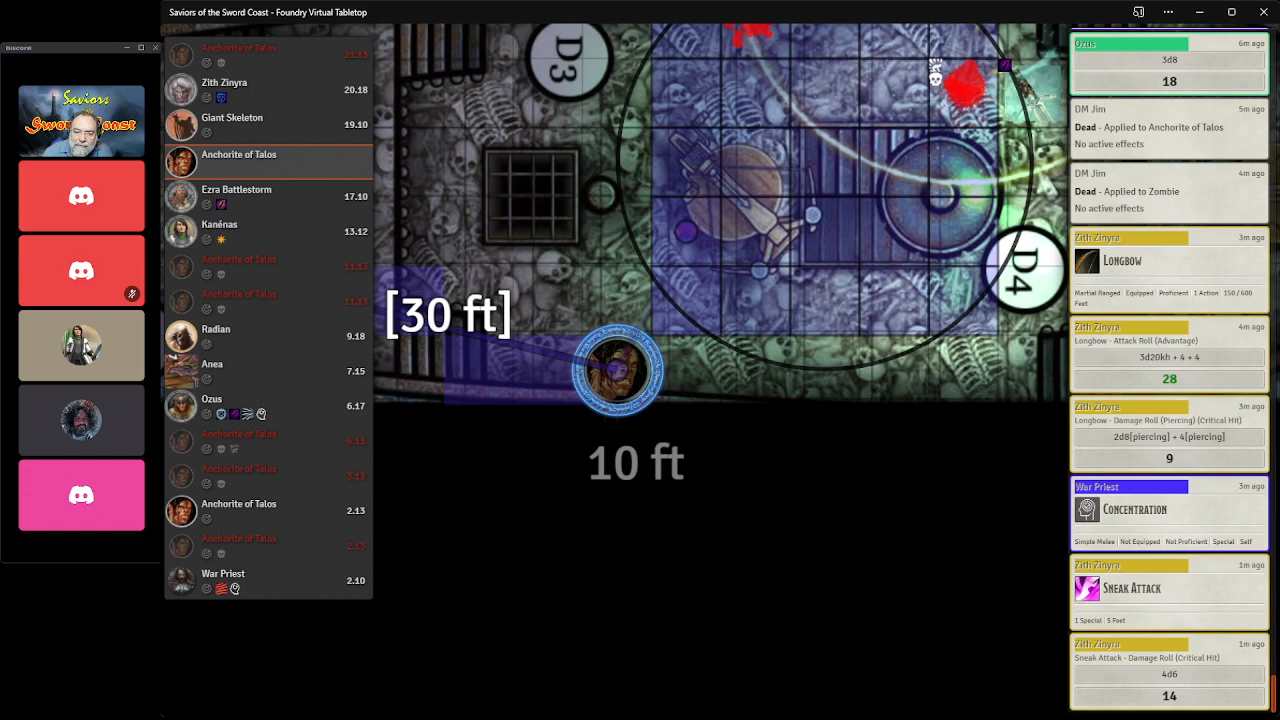 Saviors of the Sword Coast - Foundry Virtual Tabletop
Discord
Saviors
Sword Coast
Anchorite of Talos 21.13
Zith Zinyra 20.18
Giant Skeleton 19.10
Anchorite of Talos
Ezra Battlestorm 17.10
Kanénas 13.12
Anchorite of Talos 11.13
Anchorite of Talos 11.13
Radian 9.18
Anea 7.15
Ozus 6.17
Anchorite of Talos 6.13
Anchorite of Talos 3.13
Anchorite of Talos 2.13
Anchorite of Talos 2.13
War Priest 2.10
D3
D4
[30 ft]
10 ft
Ozus 6m ago
3d8
18
DM Jim 5m ago
Dead - Applied to Anchorite of Talos
No active effects
DM Jim 4m ago
Dead - Applied to Zombie
No active effects
Zith Zinyra 3m ago
Longbow
Martial Ranged Equipped Proficient 1 Action 150 / 600
Feet
Zith Zinyra 4m ago
Longbow - Attack Roll (Advantage)
3d20kh + 4 + 4
28
Zith Zinyra 3m ago
Longbow - Damage Roll (Piercing) (Critical Hit)
2d8[piercing] + 4[piercing]
9
War Priest 3m ago
Concentration
Simple Melee Not Equipped Not Proficient Special Self
Zith Zinyra 1m ago
Sneak Attack
1 Special 5 Feet
Zith Zinyra 1m ago
Sneak Attack - Damage Roll (Critical Hit)
4d6
14